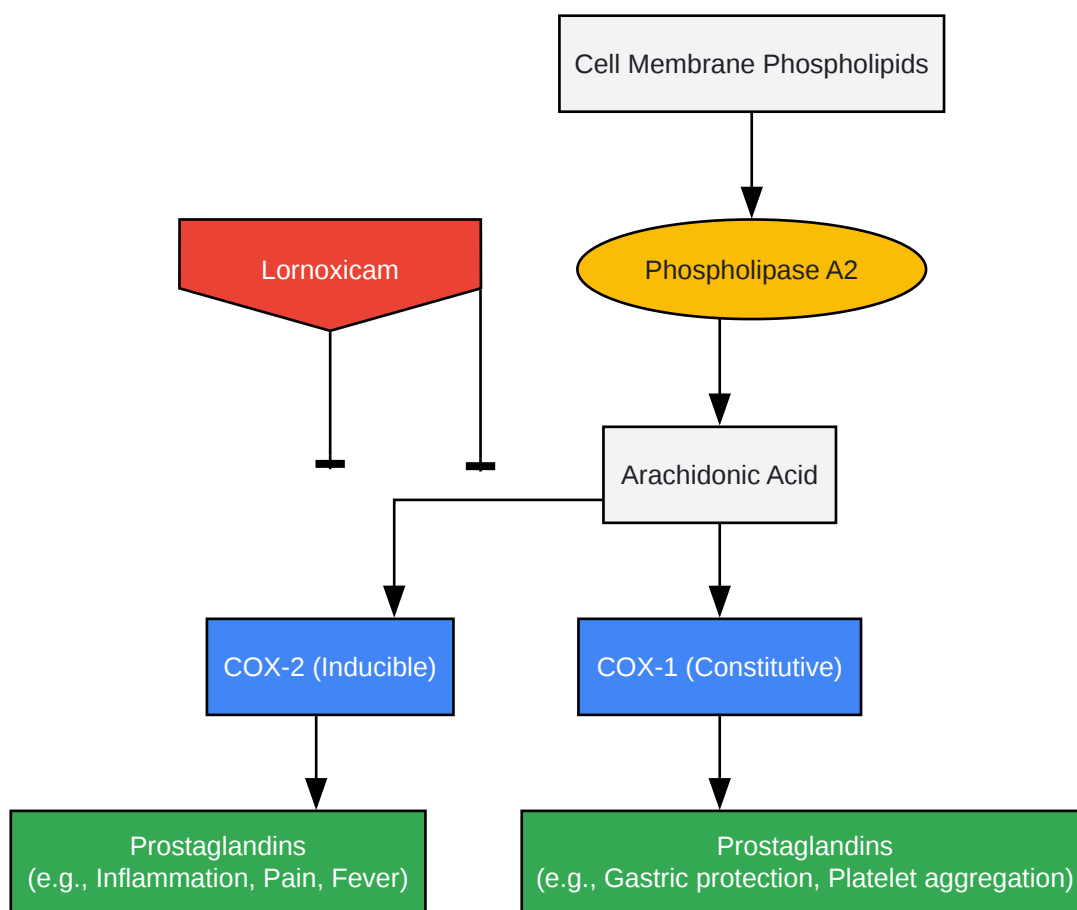 Cell Membrane Phospholipids
Lornoxicam
Phospholipase A2
Arachidonic Acid
COX-2 (Inducible)
COX-1 (Constitutive)
Prostaglandins
(e.g., Inflammation, Pain, Fever)
Prostaglandins
(e.g., Gastric protection, Platelet aggregation)